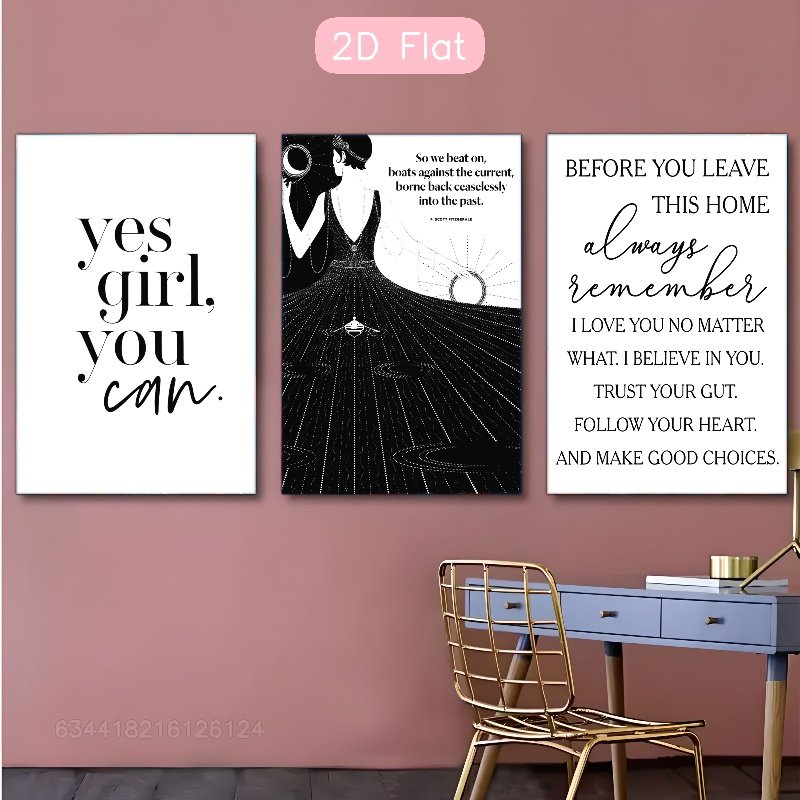 2D Flat
yes
girl,
you
can.
So we beat on,
boats against the current,
borne back ceaselessly
into the past.
F. SCOTT FITZGERALD
BEFORE YOU LEAVE
THIS HOME
always
remember
I LOVE YOU NO MATTER
WHAT. I BELIEVE IN YOU.
TRUST YOUR GUT.
FOLLOW YOUR HEART.
AND MAKE GOOD CHOICES.
634418216126124